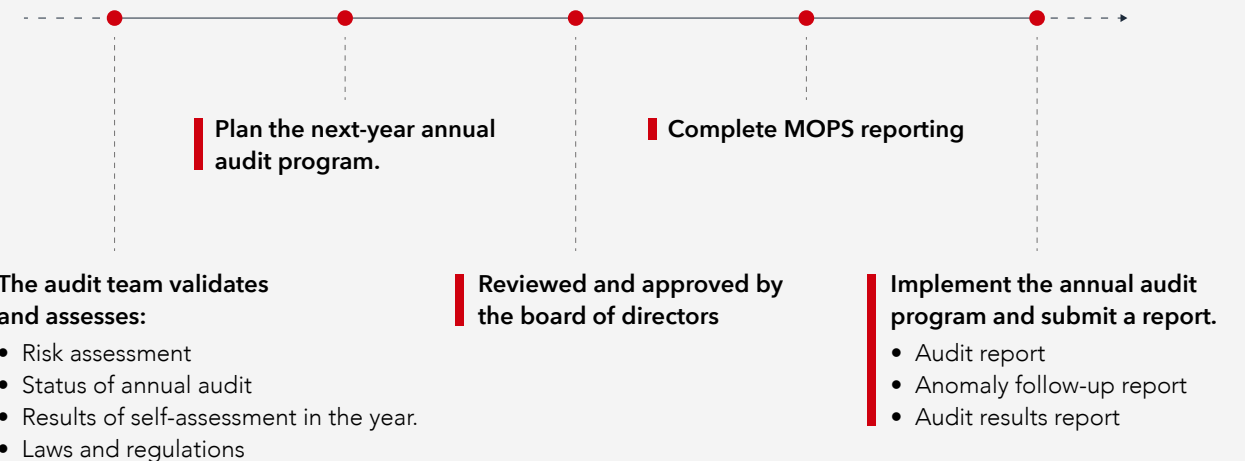 Plan the next-year annual
audit program.
Complete MOPS reporting
The audit team validates
and assesses:
• Risk assessment
• Status of annual audit
• Results of self-assessment in the year.
• Laws and regulations
Reviewed and approved by
the board of directors
Implement the annual audit
program and submit a report.
• Audit report
• Anomaly follow-up report
• Audit results report